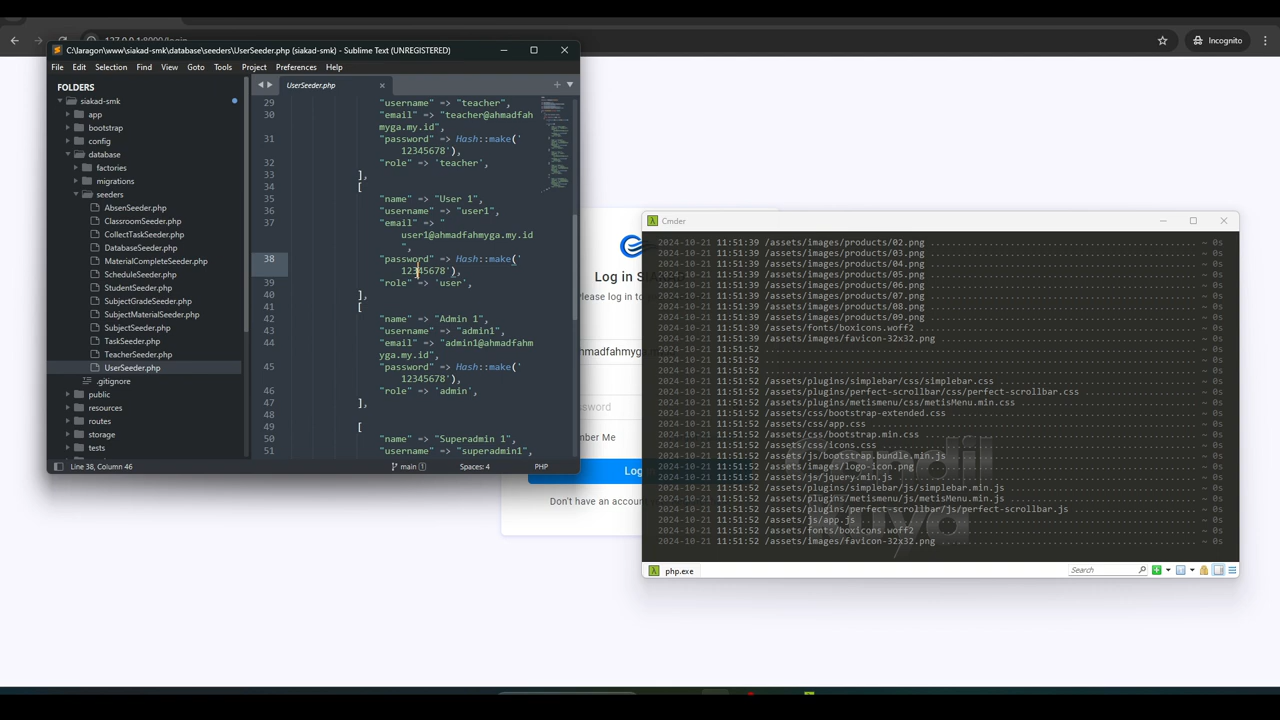 127.0.0.1:8000/login
Incognito
C:\laragon\www\siakad-smk\database\seeders\UserSeeder.php (siakad-smk) - Sublime Text (UNREGISTERED)
File Edit Selection Find View Goto Tools Project Preferences Help
FOLDERS
siakad-smk
app
bootstrap
config
database
factories
migrations
seeders
AbsenSeeder.php
ClassroomSeeder.php
CollectTaskSeeder.php
DatabaseSeeder.php
MaterialCompleteSeeder.php
ScheduleSeeder.php
StudentSeeder.php
SubjectGradeSeeder.php
SubjectMaterialSeeder.php
SubjectSeeder.php
TaskSeeder.php
TeacherSeeder.php
UserSeeder.php
.gitignore
public
resources
routes
storage
tests
UserSeeder.php
29 "username" => "teacher",
30 "email" => "teacher@ahmadfah
myga.my.id",
31 "password" => Hash::make('
12345678'),
32 "role" => 'teacher',
33 ],
34 [
35 "name" => "User 1",
36 "username" => "user1",
37 "email" => "
user1@ahmadfahmyga.my.id
",
38 "password" => Hash::make('
12345678'),
39 "role" => 'user',
40 ],
41 [
42 "name" => "Admin 1",
43 "username" => "admin1",
44 "email" => "admin1@ahmadfahm
yga.my.id",
45 "password" => Hash::make('
12345678'),
46 "role" => 'admin',
47 ],
48
49 [
50 "name" => "Superadmin 1",
51 "username" => "superadmin1",
Line 38, Column 46
main 1
Spaces: 4
PHP
Log in S
Please log in to y
hmadfahmyga
ssword
mber Me
Log
Don't have an account
Cmder
2024-10-21 11:51:39 /assets/images/products/02.png ~ 0s
2024-10-21 11:51:39 /assets/images/products/03.png ~ 0s
2024-10-21 11:51:39 /assets/images/products/04.png ~ 0s
2024-10-21 11:51:39 /assets/images/products/05.png ~ 0s
2024-10-21 11:51:39 /assets/images/products/06.png ~ 0s
2024-10-21 11:51:39 /assets/images/products/07.png ~ 0s
2024-10-21 11:51:39 /assets/images/products/08.png ~ 0s
2024-10-21 11:51:39 /assets/images/products/09.png ~ 0s
2024-10-21 11:51:39 /assets/fonts/boxicons.woff2 ~ 0s
2024-10-21 11:51:39 /assets/images/favicon-32x32.png ~ 0s
2024-10-21 11:51:52 ~ 0s
2024-10-21 11:51:52 ~ 0s
2024-10-21 11:51:52 ~ 0s
2024-10-21 11:51:52 /assets/plugins/simplebar/css/simplebar.css ~ 0s
2024-10-21 11:51:52 /assets/plugins/perfect-scrollbar/css/perfect-scrollbar.css ~ 0s
2024-10-21 11:51:52 /assets/plugins/metismenu/css/metisMenu.min.css ~ 0s
2024-10-21 11:51:52 /assets/css/bootstrap-extended.css ~ 0s
2024-10-21 11:51:52 /assets/css/app.css ~ 0s
2024-10-21 11:51:52 /assets/css/bootstrap.min.css ~ 0s
2024-10-21 11:51:52 /assets/css/icons.css ~ 0s
2024-10-21 11:51:52 /assets/js/bootstrap.bundle.min.js ~ 0s
2024-10-21 11:51:52 /assets/images/logo-icon.png ~ 0s
2024-10-21 11:51:52 /assets/js/jquery.min.js ~ 0s
2024-10-21 11:51:52 /assets/plugins/simplebar/js/simplebar.min.js ~ 0s
2024-10-21 11:51:52 /assets/plugins/metismenu/js/metisMenu.min.js ~ 0s
2024-10-21 11:51:52 /assets/plugins/perfect-scrollbar/js/perfect-scrollbar.js ~ 0s
2024-10-21 11:51:52 /assets/js/app.js ~ 0s
2024-10-21 11:51:52 /assets/fonts/boxicons.woff2 ~ 0s
2024-10-21 11:51:52 /assets/images/favicon-32x32.png ~ 0s
php.exe
Search